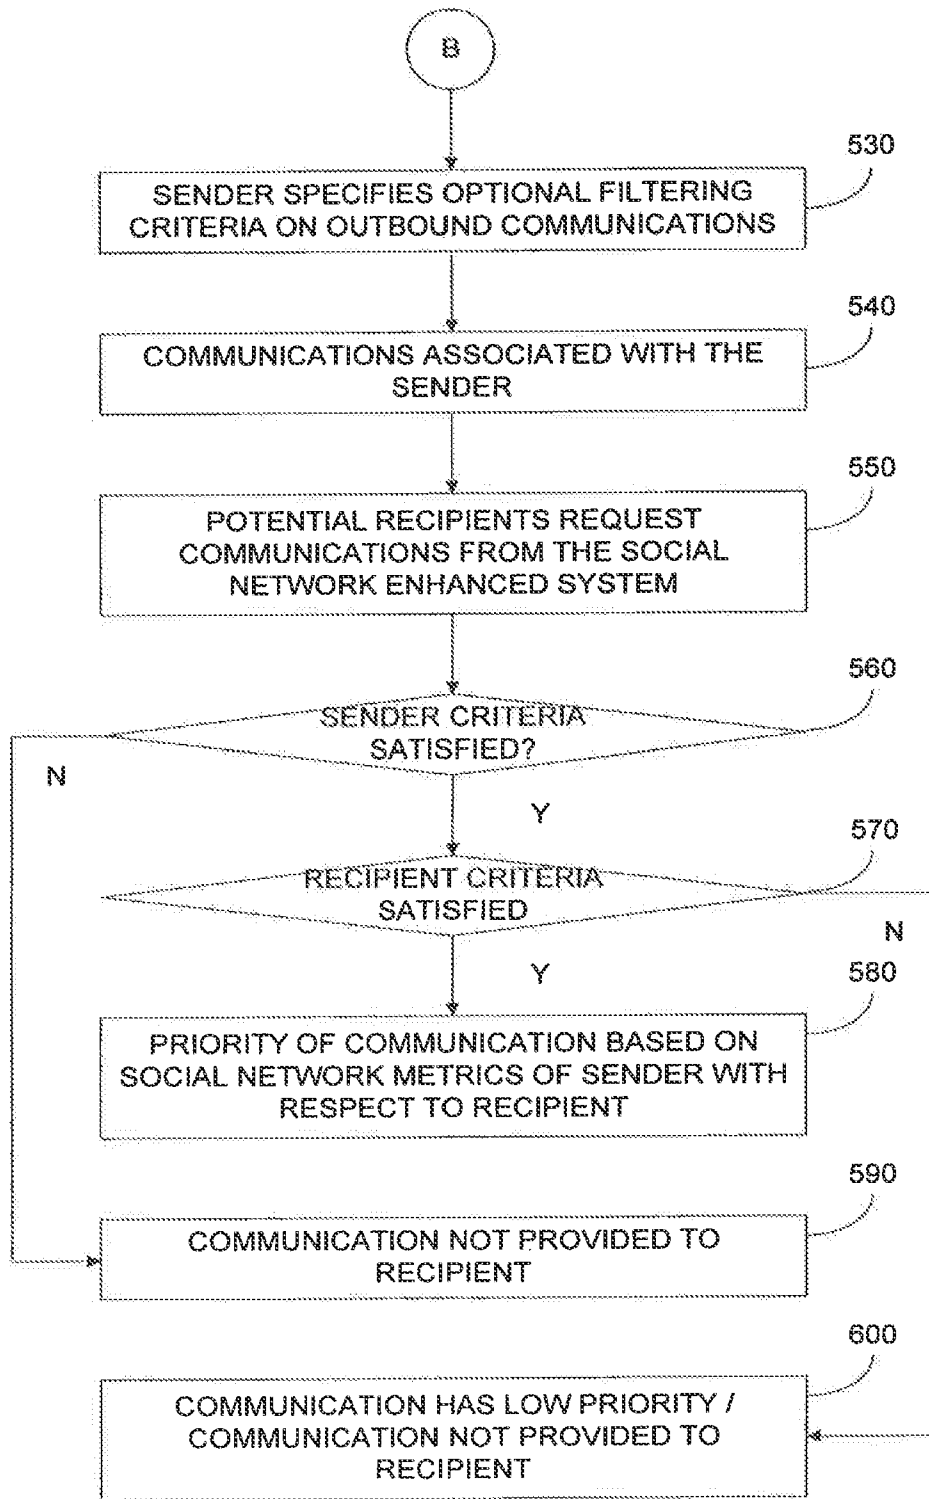 B
530
SENDER SPECIFIES OPTIONAL FILTERING
CRITERIA ON OUTBOUND COMMUNICATIONS
540
COMMUNICATIONS ASSOCIATED WITH THE
SENDER
550
POTENTIAL RECIPIENTS REQUEST
COMMUNICATIONS FROM THE SOCIAL
NETWORK ENHANCED SYSTEM
560
SENDER CRITERIA
SATISFIED?
N
Y
570
RECIPIENT CRITERIA
SATISFIED
N
Y
580
PRIORITY OF COMMUNICATION BASED ON
SOCIAL NETWORK METRICS OF SENDER WITH
RESPECT TO RECIPIENT
590
COMMUNICATION NOT PROVIDED TO
RECIPIENT
600
COMMUNICATION HAS LOW PRIORITY /
COMMUNICATION NOT PROVIDED TO
RECIPIENT